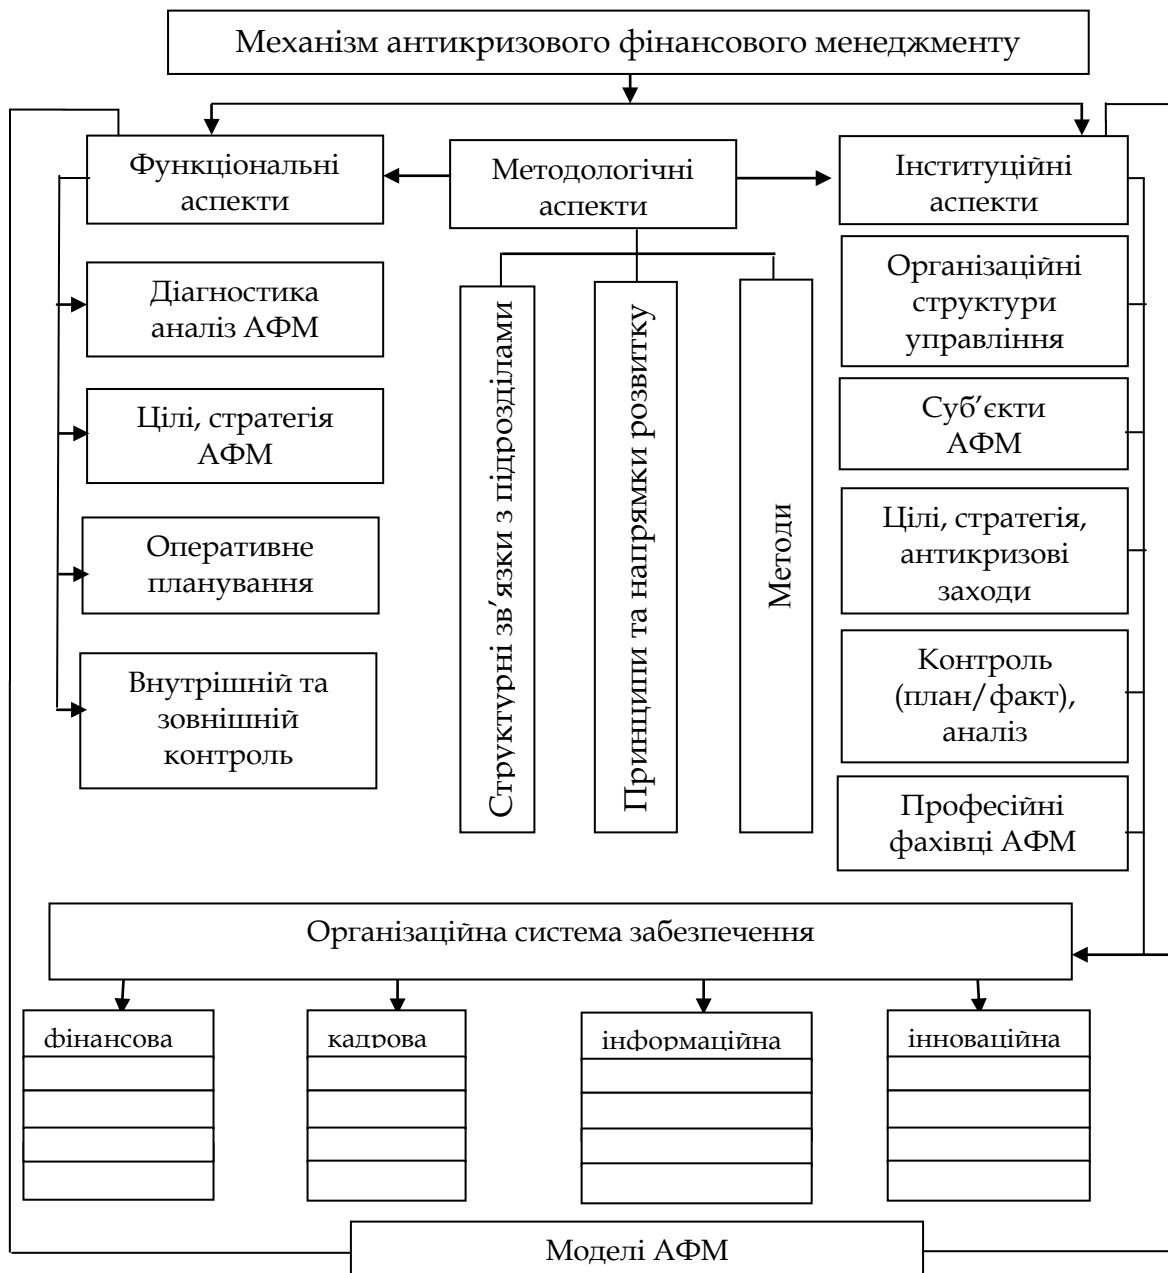 Механізм антикризового фінансового менеджменту
Функціональні
аспекти
Методологічні
аспекти
Інституційні
аспекти
Діагностика
аналіз АФМ
Цілі, стратегія
АФМ
Оперативне
планування
Внутрішній та
зовнішній
контроль
Структурні зв’язки з підрозділами
Принципи та напрямки розвитку
Методи
Організаційні
структури
управління
Суб’єкти
АФМ
Цілі, стратегія,
антикризові
заходи
Контроль
(план/факт),
аналіз
Професійні
фахівці АФМ
Організаційна система забезпечення
фінансова
кадрова
інформаційна
інноваційна
Моделі АФМ